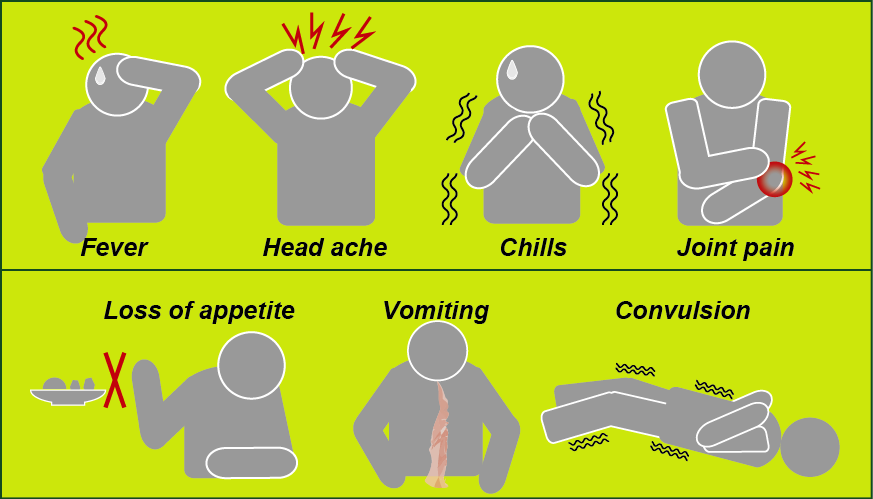 Fever
Head ache
Chills
Joint pain
Loss of appetite
Vomiting
Convulsion